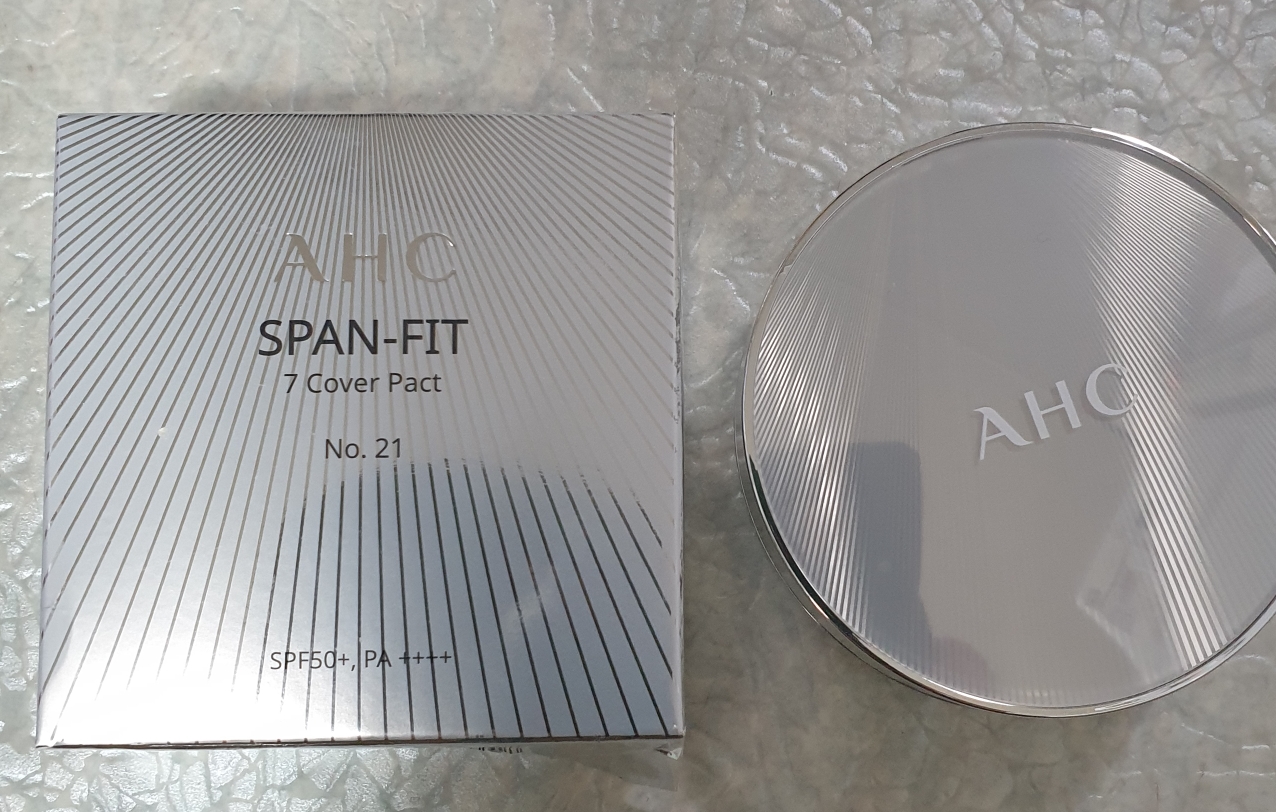 AHC
SPAN-FIT
7 Cover Pact
No. 21
SPF50+, PA ++++
AHC